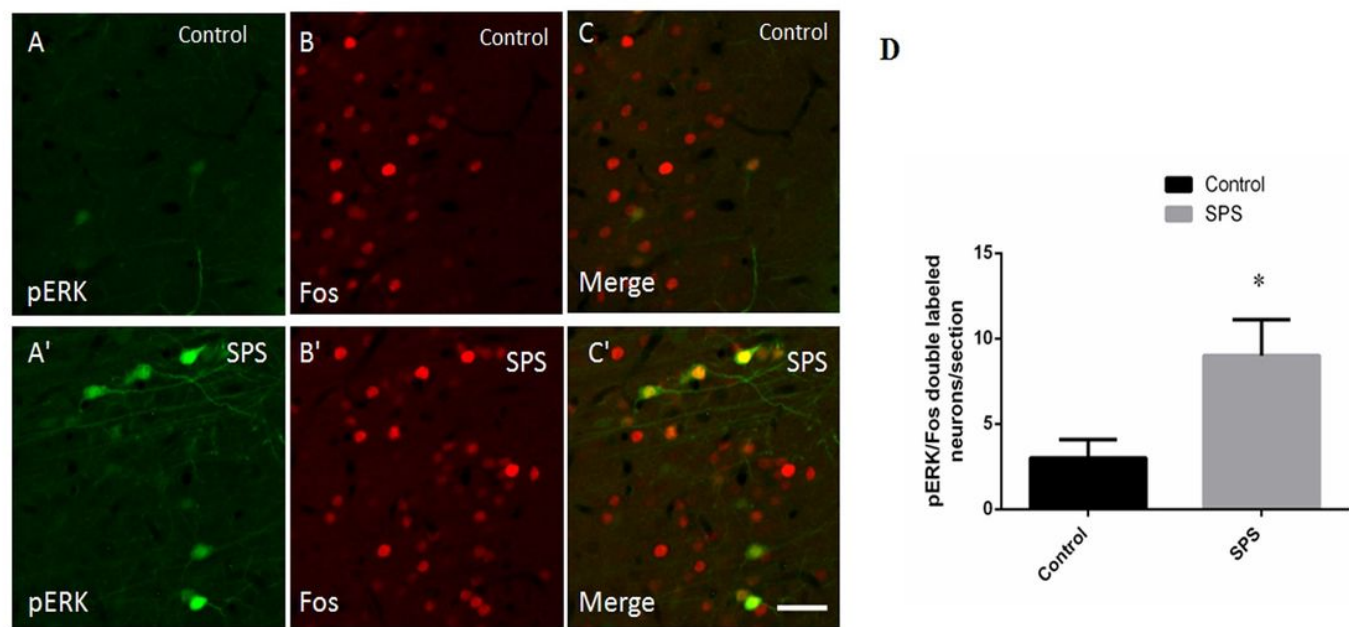 A Control
pERK
B Control
Fos
C Control
Merge
A' SPS
pERK
B' SPS
Fos
C' SPS
Merge
D
Control
SPS
pERK/Fos double labeled
neurons/section
15
10
5
0
*
Control
SPS